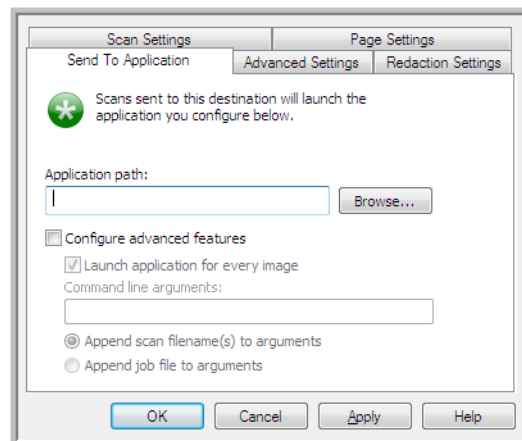 Scan Settings
Page Settings
Send To Application
Advanced Settings
Redaction Settings
Scans sent to this destination will launch the
application you configure below.
Application path:
Browse...
Configure advanced features
Launch application for every image
Command line arguments:
Append scan filename(s) to arguments
Append job file to arguments
OK
Cancel
Apply
Help